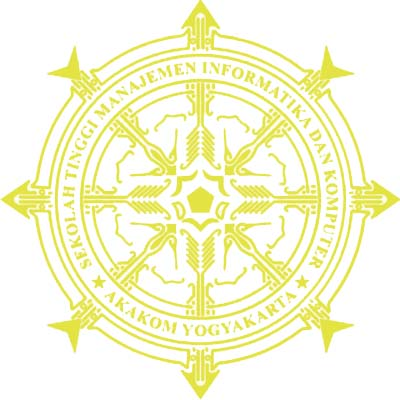 SEKOLAH TINGGI MANAJEMEN INFORMATIKA DAN KOMPUTER
AKAKOM YOGYAKARTA